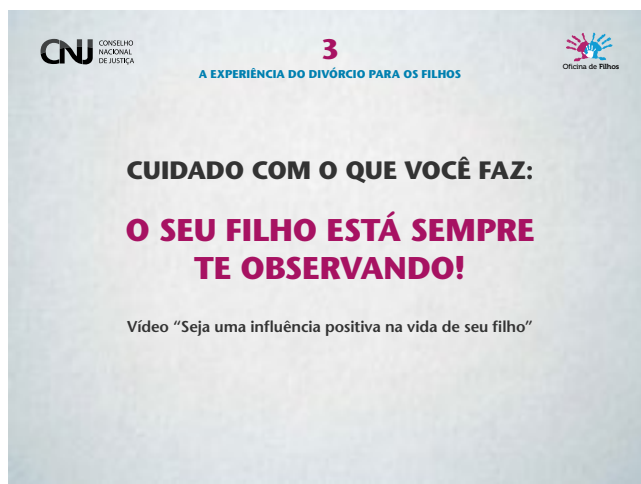 CNJ
CONSELHO
NACIONAL
DE JUSTIÇA
3
A EXPERIÊNCIA DO DIVÓRCIO PARA OS FILHOS
Oficina de Filhos
CUIDADO COM O QUE VOCÊ FAZ:
O SEU FILHO ESTÁ SEMPRE
TE OBSERVANDO!
Vídeo “Seja uma influência positiva na vida de seu filho”